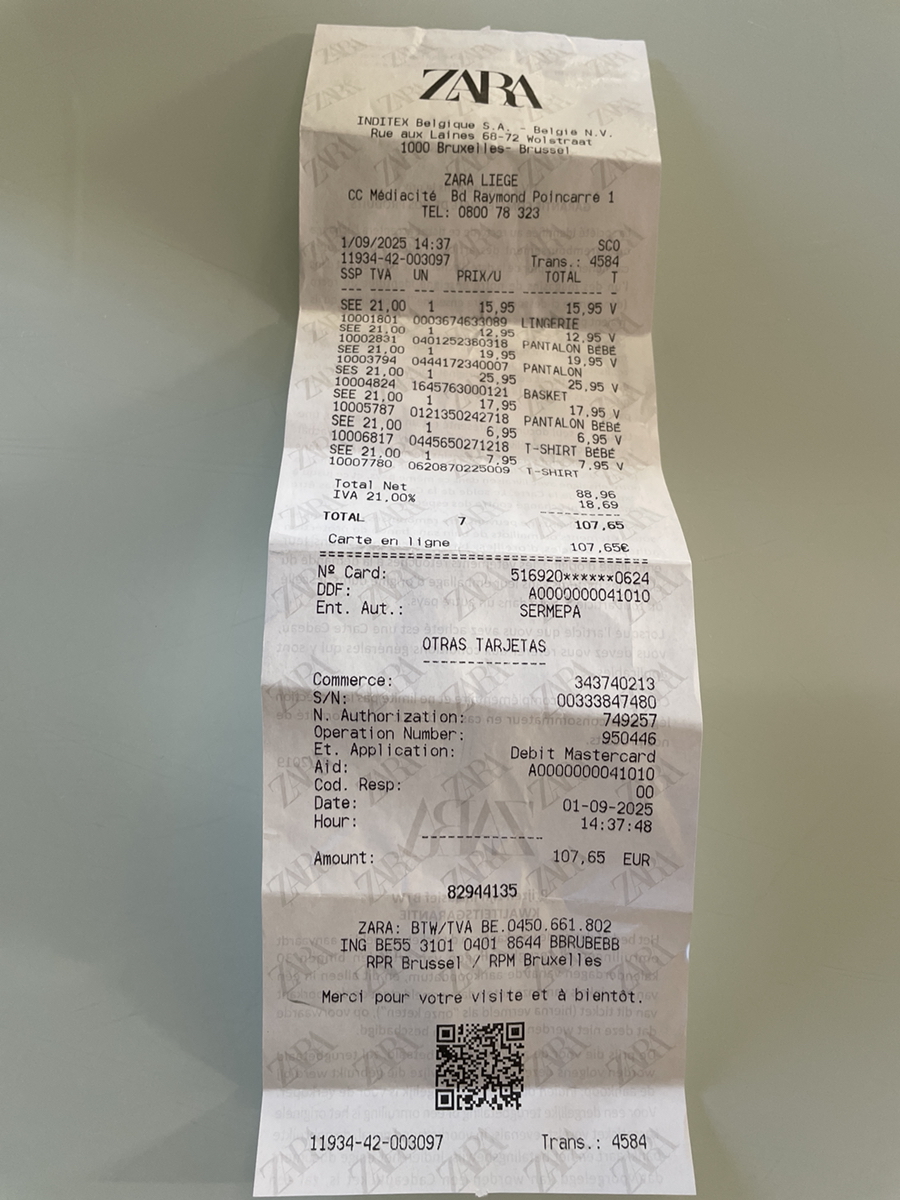 ZARA
INDITEX Belgique S.A. - Belgie N.V.
Rue aux Laines 68-72 Wolstraat
1000 Bruxelles- Brussel
ZARA LIEGE
CC Médiacité Bd Raymond Poincarre 1
TEL: 0800 78 323
1/09/2025 14:37 SCO
11934-42-003097 Trans.: 4584
SSP TVA UN PRIX/U TOTAL T
--- --- --- ---------- ----------- -
SEE 21,00 1 15,95 15,95 V
10001801 0003674633089 LINGERIE
SEE 21,00 1 12,95 12,95 V
10002831 0401252380318 PANTALON BÉBÉ
SEE 21,00 1 19,95 19,95 V
10003794 0444172340007 PANTALON
SES 21,00 1 25,95 25,95 V
10004824 1645763000121 BASKET
SEE 21,00 1 17,95 17,95 V
10005787 0121350242718 PANTALON BÉBÉ
SEE 21,00 1 6,95 6,95 V
10006817 0445650271218 T-SHIRT BÉBÉ
SEE 21,00 1 7,95 7,95 V
10007780 0620870225009 T-SHIRT
Total Net 88,96
IVA 21,00% 18,69
TOTAL 7 107,65
Carte en ligne 107,65€
Nº Card: 516920******0624
DDF: A0000000041010
Ent. Aut.: SERMEPA
OTRAS TARJETAS
Commerce: 343740213
S/N: 00333847480
N. Authorization: 749257
Operation Number: 950446
Et. Application: Debit Mastercard
Aid: A0000000041010
Cod. Resp: 00
Date: 01-09-2025
Hour: 14:37:48
Amount: 107,65 EUR
82944135
ZARA: BTW/TVA BE.0450.661.802
ING BE55 3101 0401 8644 BBRUBEBB
RPR Brussel / RPM Bruxelles
Merci pour votre visite et à bientôt.
11934-42-003097 Trans.: 4584